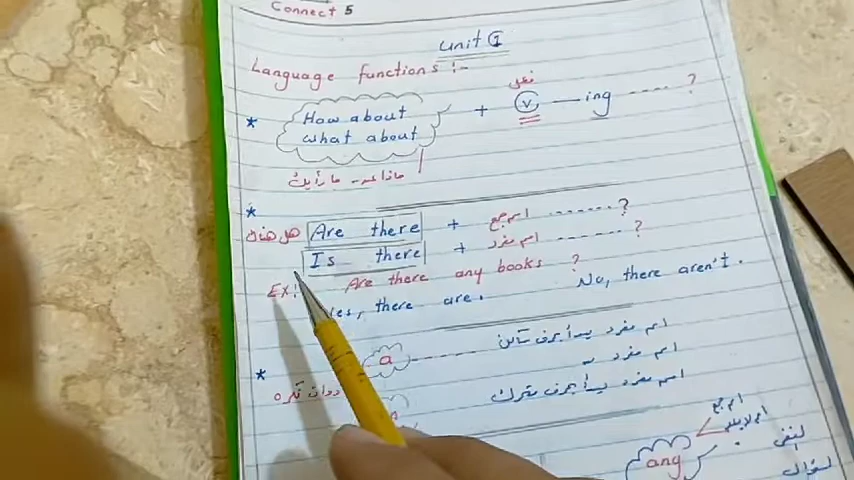 Connect 5
Unit 1
Language functions :-
فعل
* How about + v — ing ------ ?
what about
ماذا عن - ما رأيك
* هل هناك Are there + اسم جمع ------ ?
Is there + اسم مفرد ------ ?
Ex: Are there any books ?
Yes, there are. No, there aren't.
* a ------ اسم مفرد يبدأ بحرف ساكن
اسم مفرد
أدوات نكرة اسم مفرد يبدأ بحرف متحرك
اسم جمع
any
النفى
السؤال